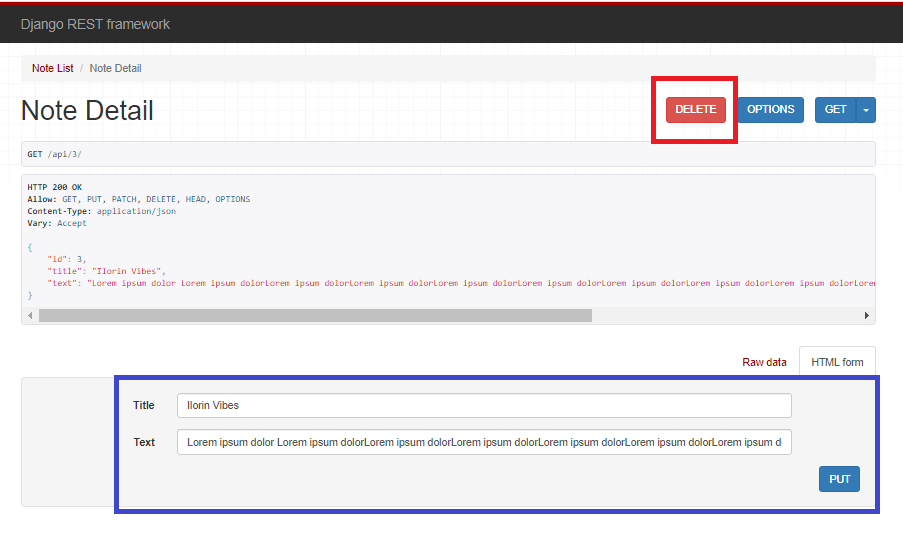 Django REST framework
Note List / Note Detail
Note Detail
DELETE
OPTIONS
GET
GET /api/3/
HTTP 200 OK
Allow: GET, PUT, PATCH, DELETE, HEAD, OPTIONS
Content-Type: application/json
Vary: Accept
{
"id": 3,
"title": "Ilorin Vibes",
"text": "Lorem ipsum dolor Lorem ipsum dolorLorem ipsum dolorLorem ipsum dolorLorem ipsum dolorLorem ipsum dolorLorem ipsum dolorLorem ipsum dolorLorem ipsum dolorLorem
}
Raw data
HTML form
Title
Ilorin Vibes
Text
Lorem ipsum dolor Lorem ipsum dolorLorem ipsum dolorLorem ipsum dolorLorem ipsum dolorLorem ipsum dolorLorem ipsum d
PUT